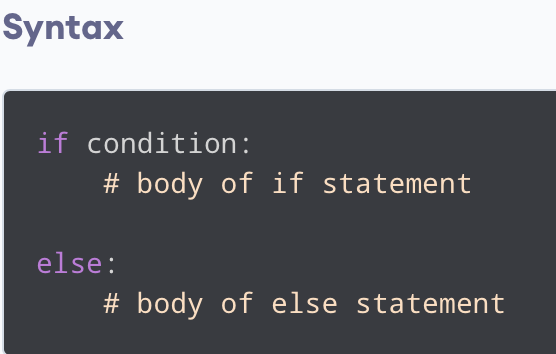 Syntax
if condition:
    # body of if statement
else:
    # body of else statement